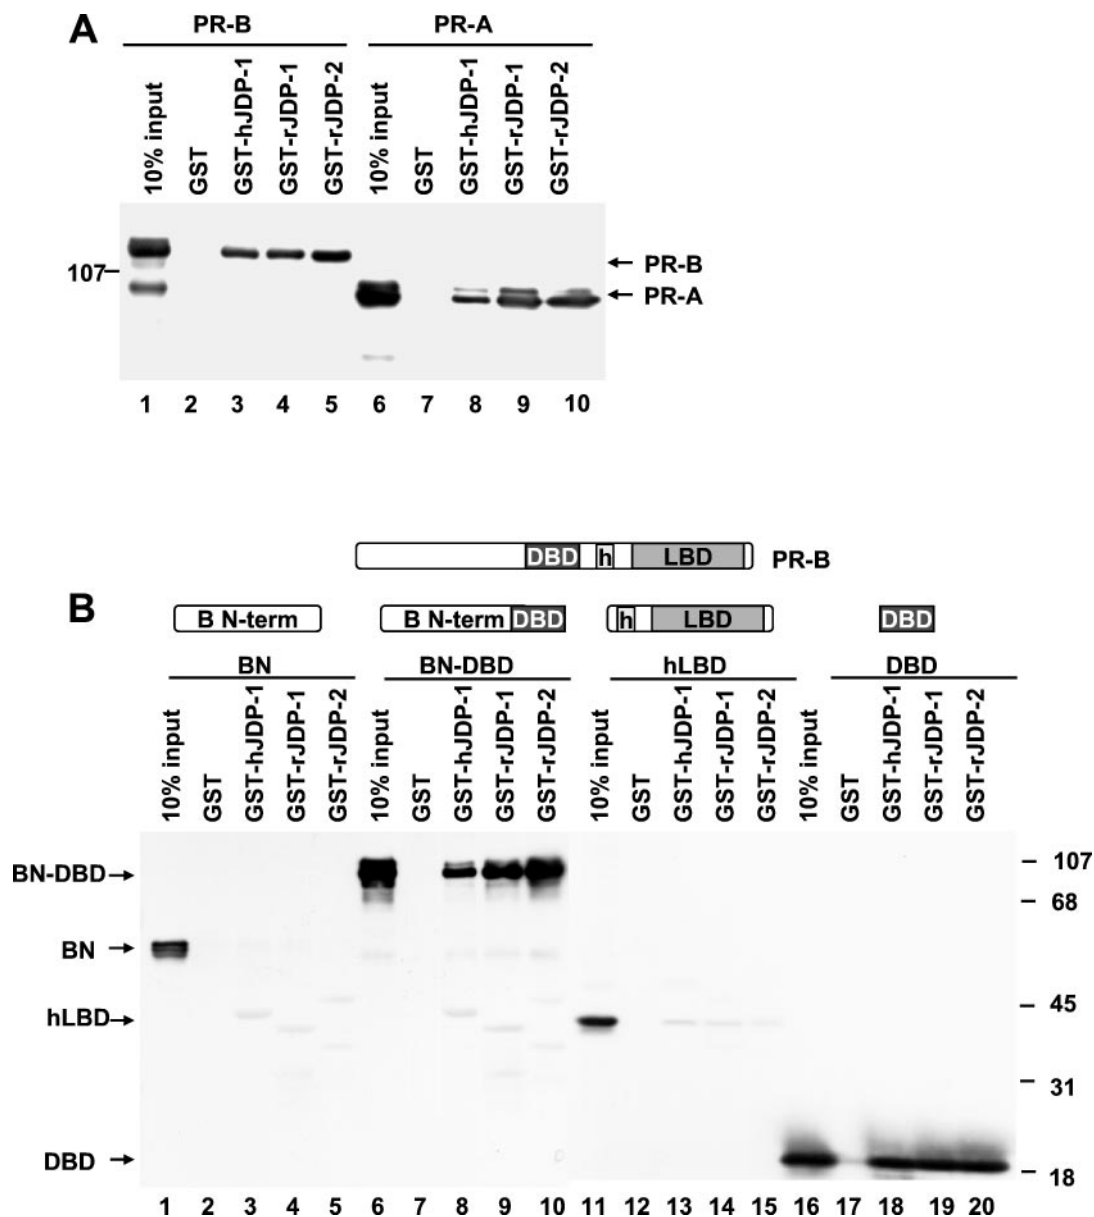 A
PR-B PR-A
10% input GST GST-hJDP-1 GST-rJDP-1 GST-rJDP-2 10% input GST GST-hJDP-1 GST-rJDP-1 GST-rJDP-2
107
PR-B
PR-A
1 2 3 4 5 6 7 8 9 10
DBD h LBD PR-B
B
B N-term B N-term DBD h LBD DBD
BN BN-DBD hLBD DBD
10% input GST GST-hJDP-1 GST-rJDP-1 GST-rJDP-2 10% input GST GST-hJDP-1 GST-rJDP-1 GST-rJDP-2 10% input GST GST-hJDP-1 GST-rJDP-1 GST-rJDP-2 10% input GST GST-hJDP-1 GST-rJDP-1 GST-rJDP-2
BN-DBD 107
68
BN
hLBD 45
31
DBD 18
1 2 3 4 5 6 7 8 9 10 11 12 13 14 15 16 17 18 19 20